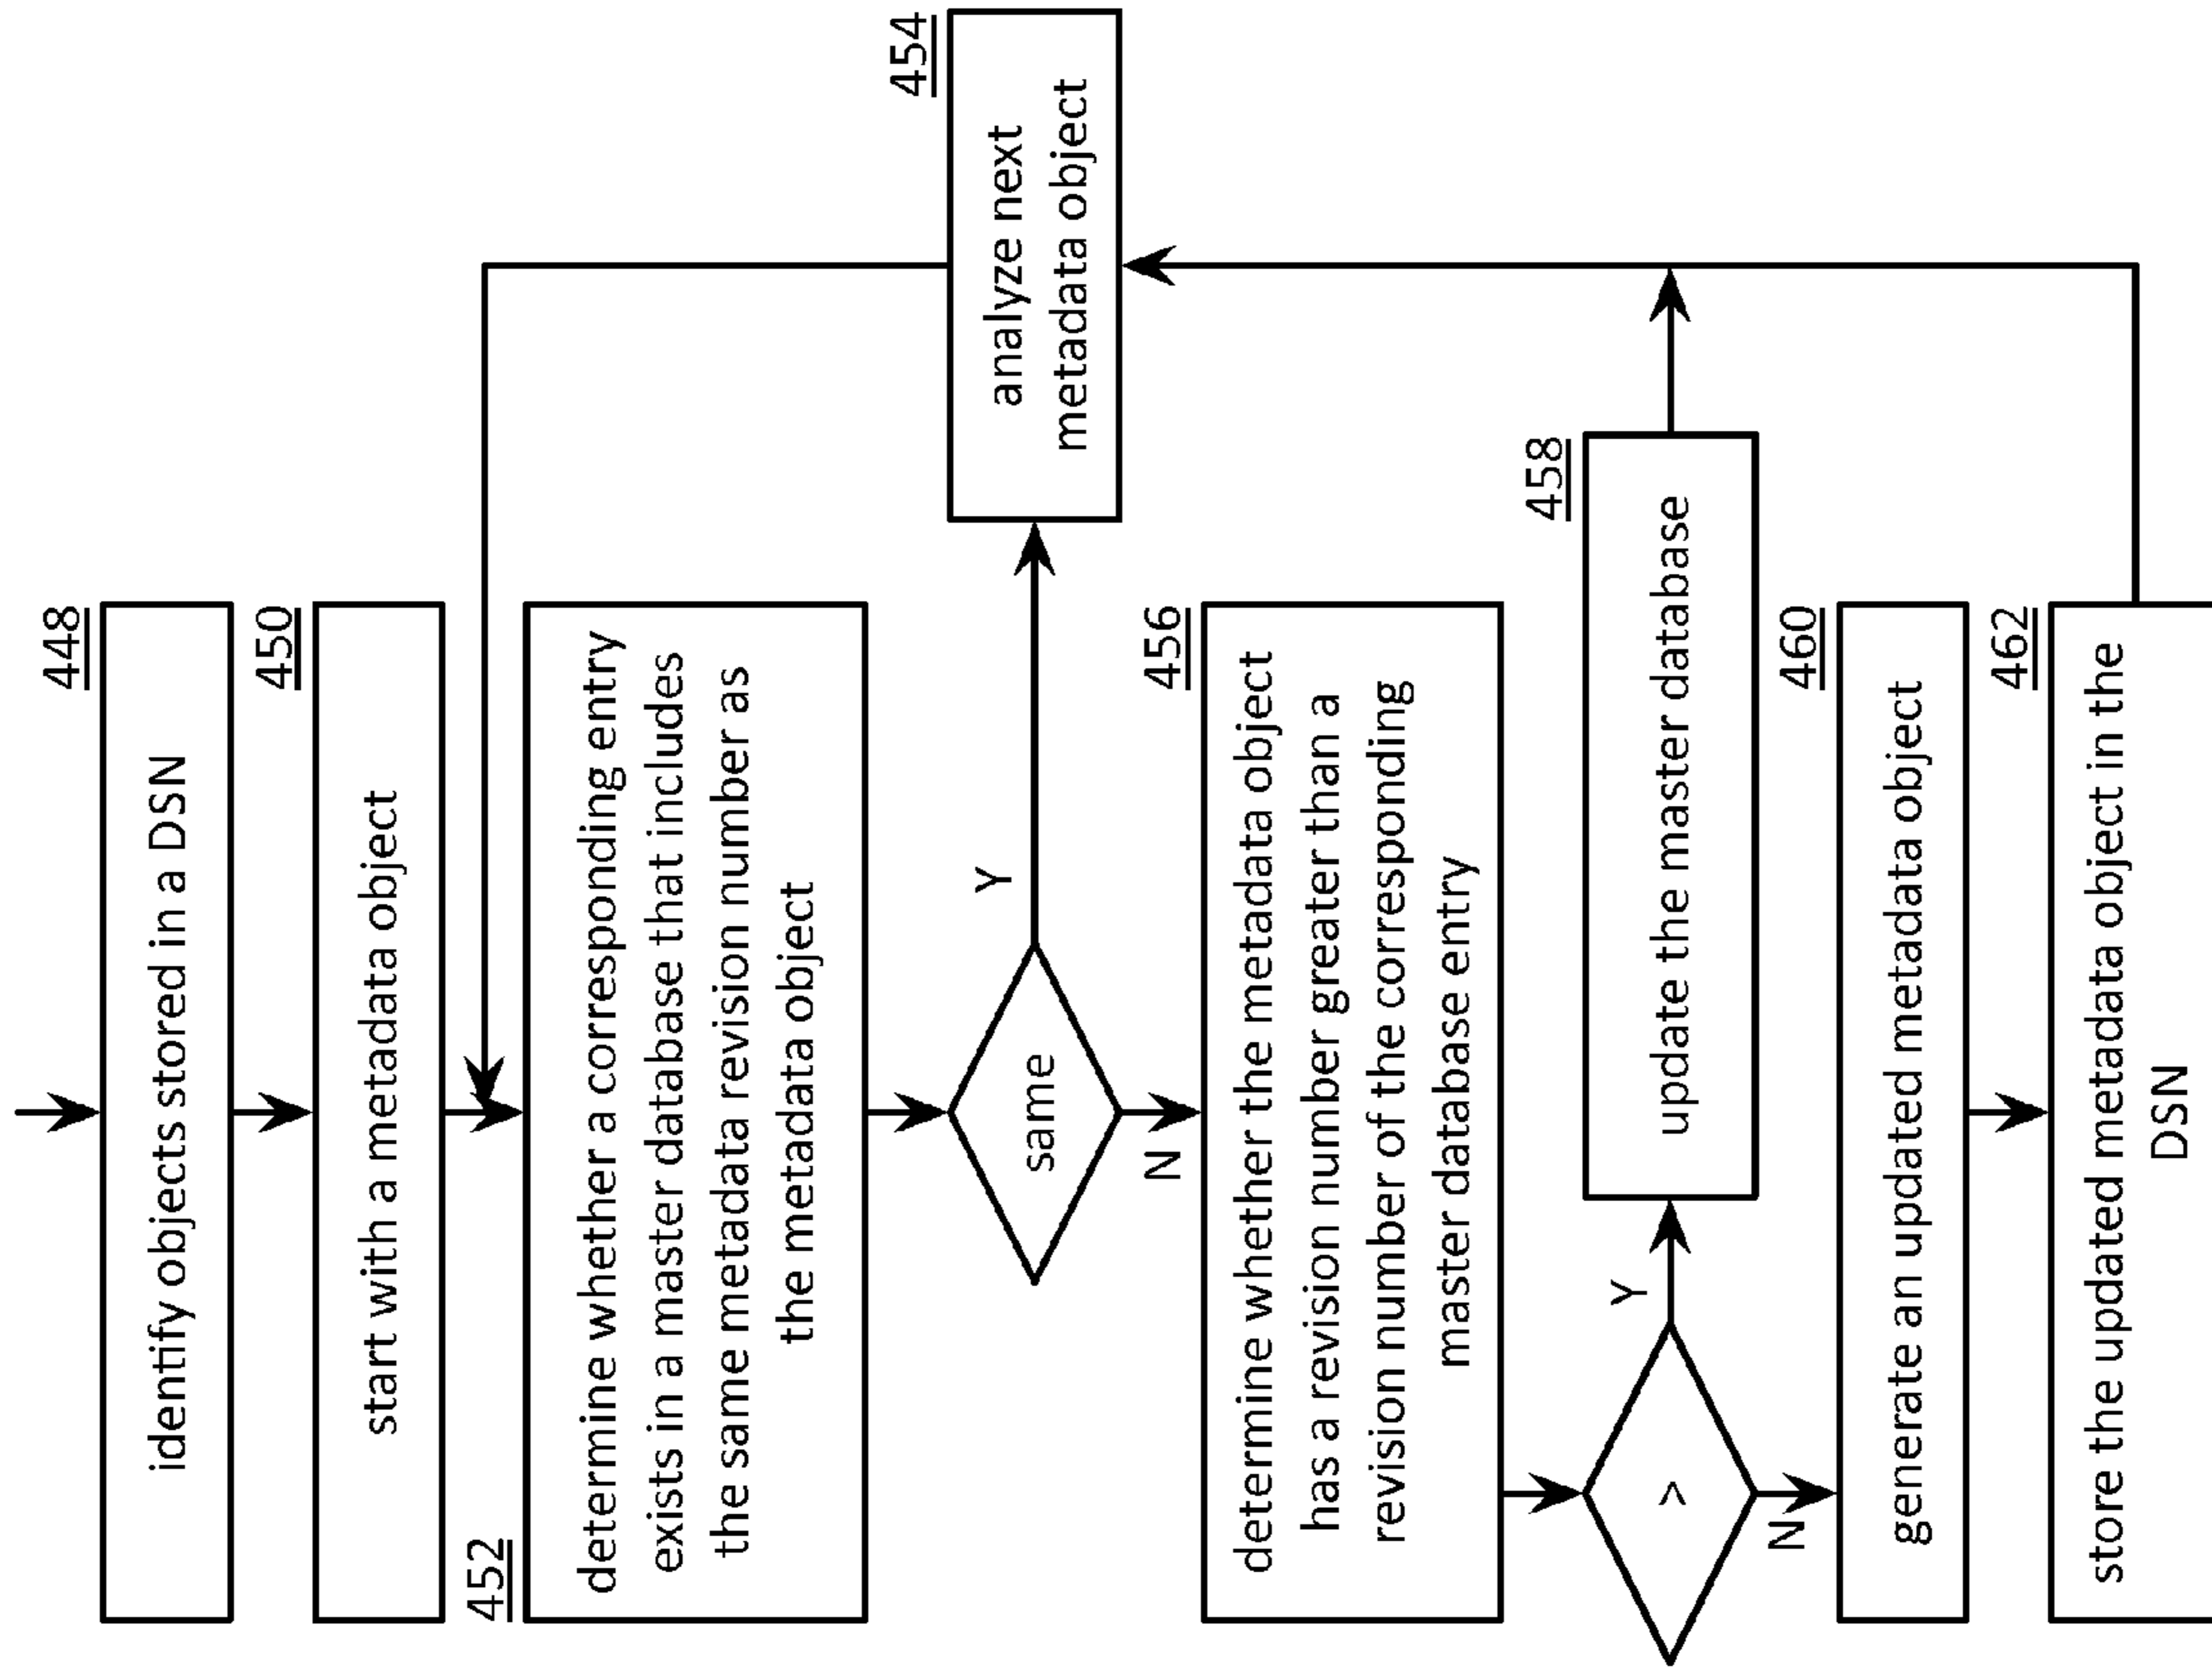 448
identify objects stored in a DSN
450
start with a metadata object
452
determine whether a corresponding entry
exists in a master database that includes
the same metadata revision number as
the metadata object
same
Y
N
454
analyze next
metadata object
456
determine whether the metadata object
has a revision number greater than a
revision number of the corresponding
master database entry
>
Y
N
458
update the master database
460
generate an updated metadata object
462
store the updated metadata object in the
DSN